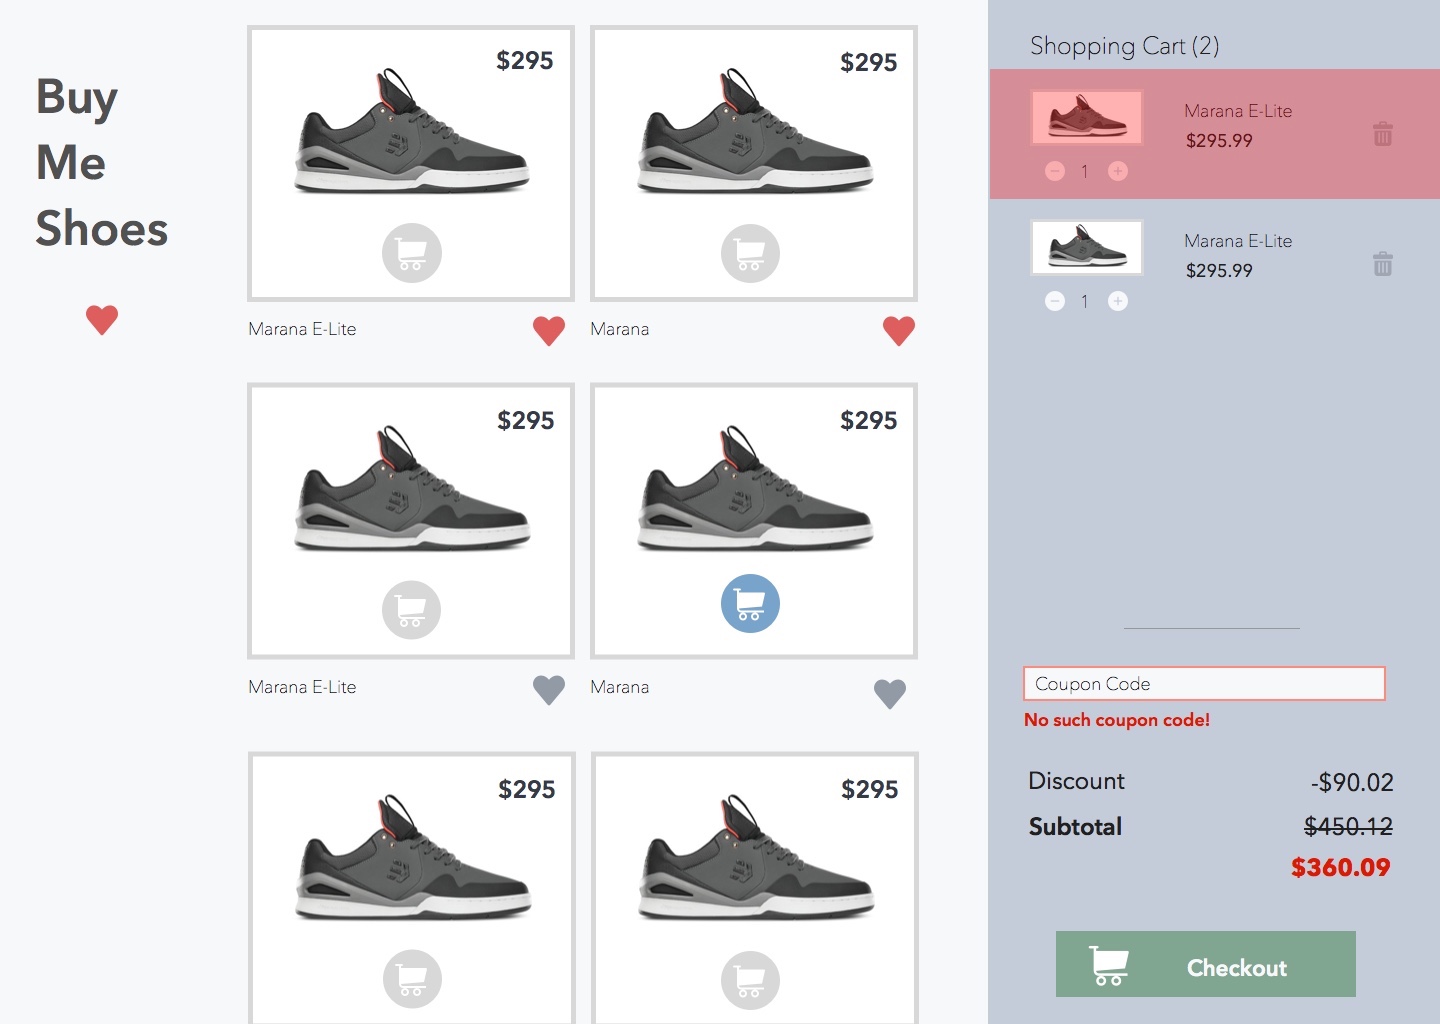 Buy
Me
Shoes
$295
$295
Marana E-Lite
Marana
$295
$295
Marana E-Lite
Marana
$295
$295
Shopping Cart (2)
Marana E-Lite
$295.99
− 1 +
Marana E-Lite
$295.99
− 1 +
Coupon Code
No such coupon code!
Discount -$90.02
Subtotal $450.12
$360.09
Checkout